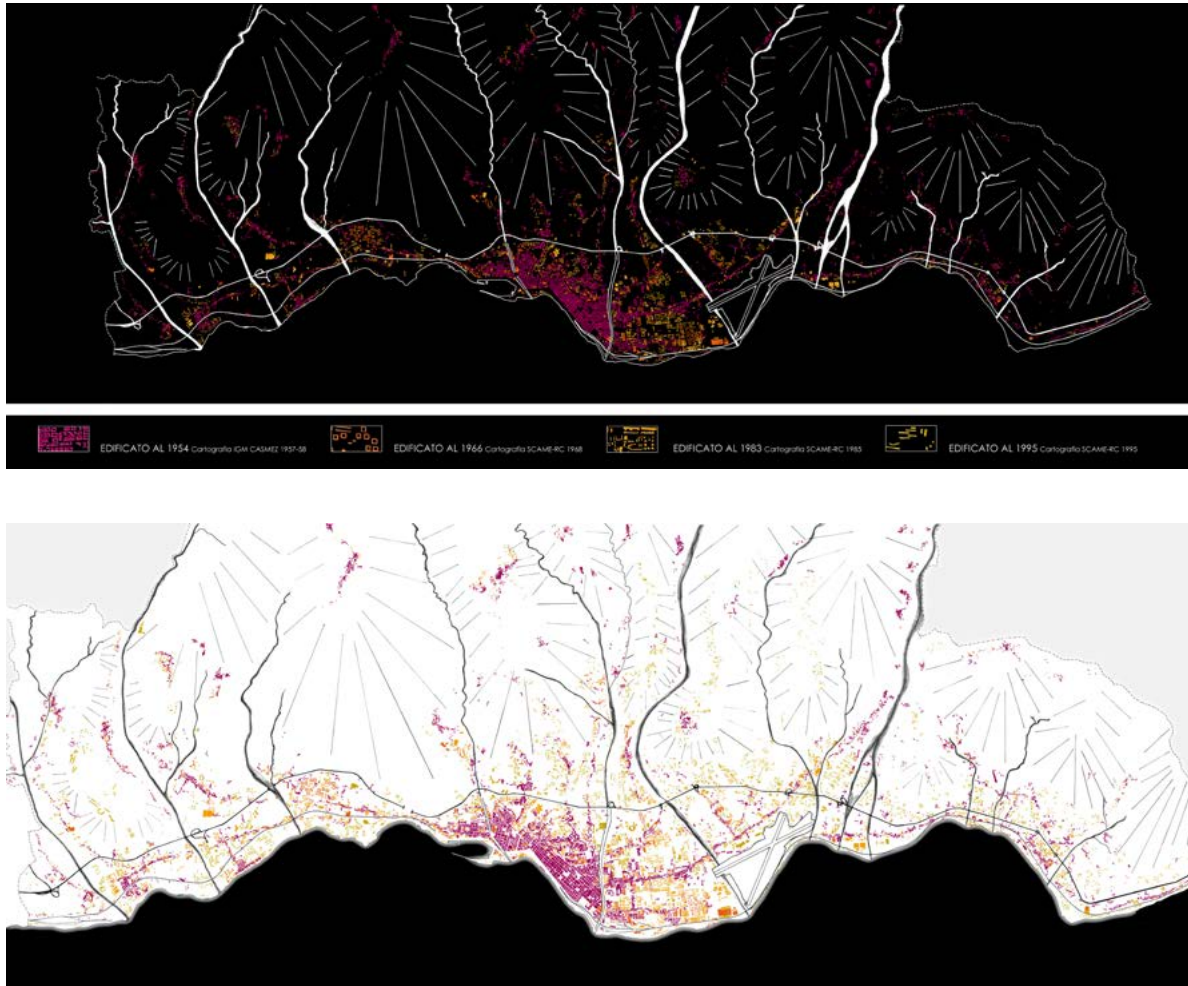 EDIFICATO AL 1954 Cartografia IGM CASMEZ 1957-58
EDIFICATO AL 1966 Cartografia SCAME-RC 1968
EDIFICATO AL 1983 Cartografia SCAME-RC 1985
EDIFICATO AL 1995 Cartografia SCAME-RC 1995